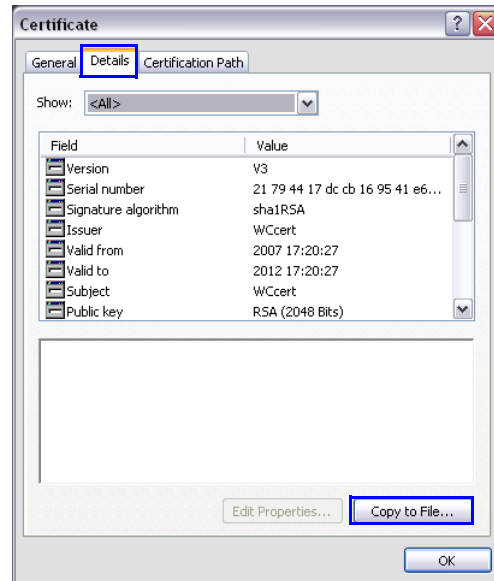 Certificate
General Details Certification Path
Show: <All>
Field Value
Version V3
Serial number 21 79 44 17 dc cb 16 95 41 e6...
Signature algorithm sha1RSA
Issuer WCcert
Valid from 2007 17:20:27
Valid to 2012 17:20:27
Subject WCcert
Public key RSA (2048 Bits)
Edit Properties... Copy to File...
OK